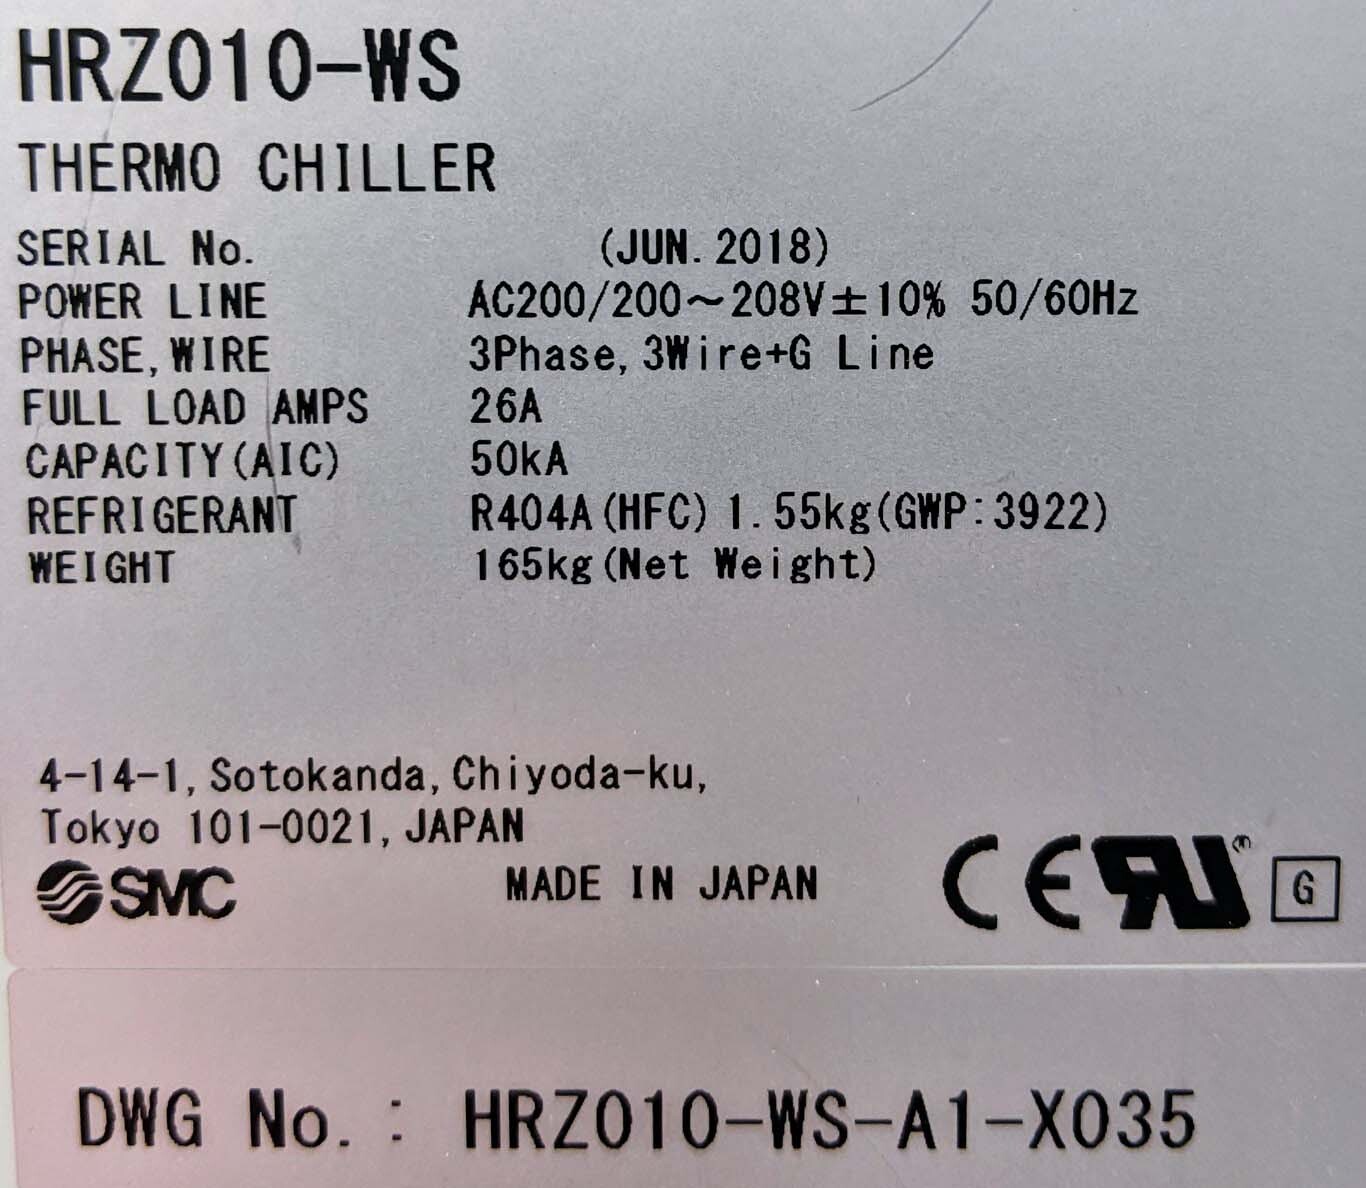 HRZ010-WS
THERMO CHILLER
SERIAL No. (JUN. 2018)
POWER LINE AC200/200～208V±10% 50/60Hz
PHASE, WIRE 3Phase, 3Wire+G Line
FULL LOAD AMPS 26A
CAPACITY(AIC) 50kA
REFRIGERANT R404A(HFC) 1.55kg(GWP:3922)
WEIGHT 165kg(Net Weight)
4-14-1, Sotokanda, Chiyoda-ku,
Tokyo 101-0021, JAPAN
SMC MADE IN JAPAN CE RU ® G
DWG No. : HRZ010-WS-A1-X035